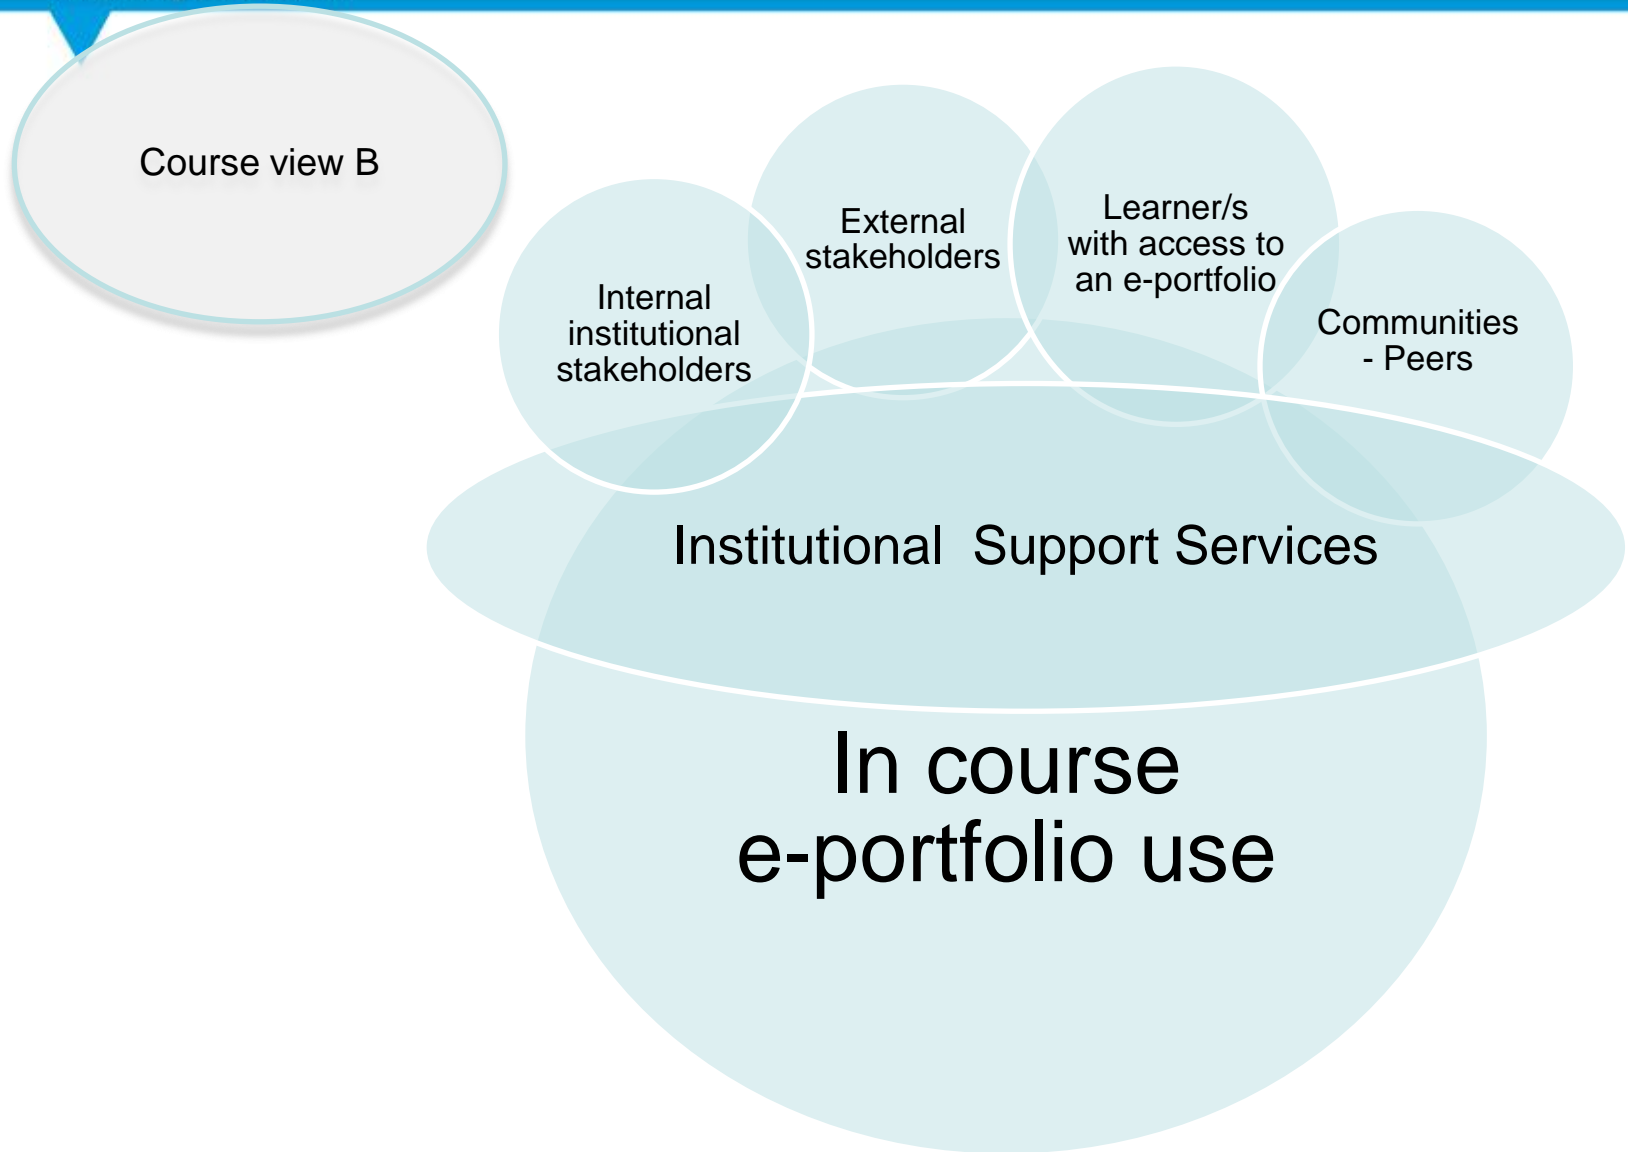 Course view B
External
stakeholders
Learner/s
with access to
an e-portfolio
Internal
institutional
stakeholders
Communities
- Peers
Institutional  Support Services
In course
e-portfolio use